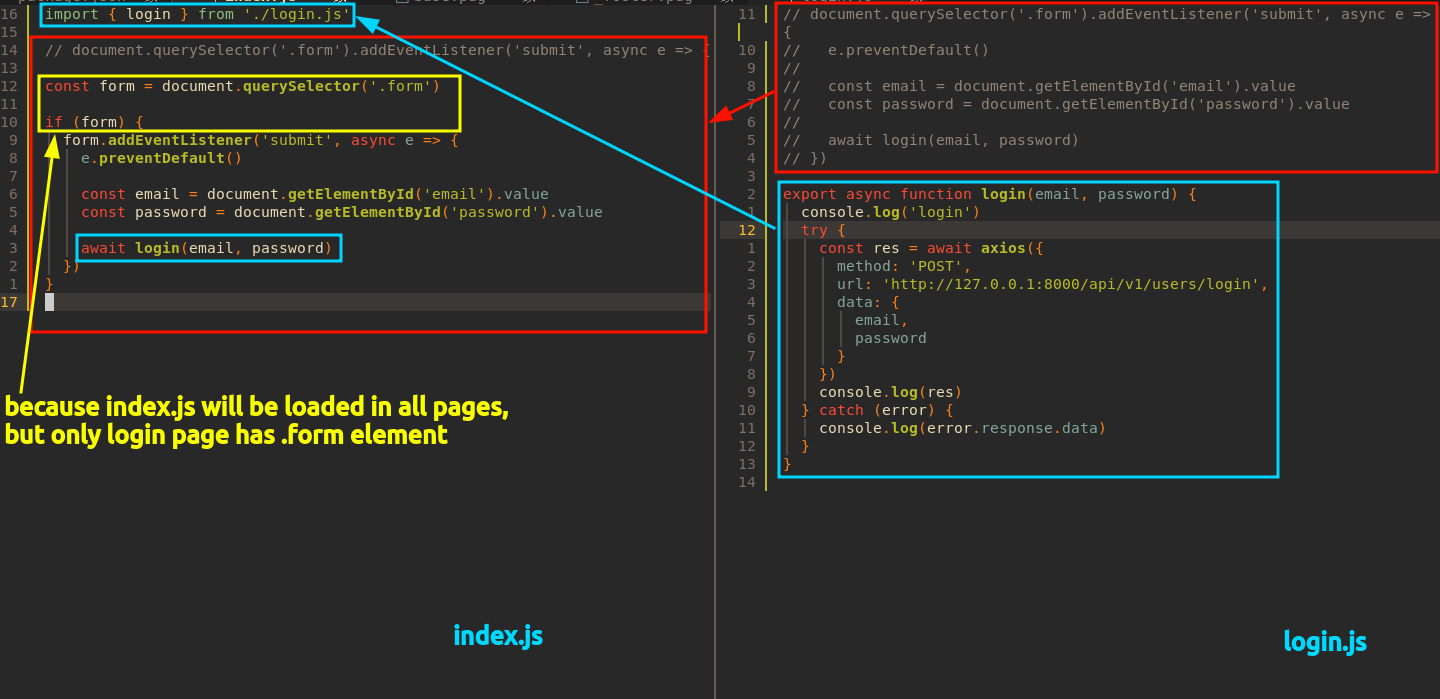 16 import { login } from './login.js'
15
14 // document.querySelector('.form').addEventListener('submit', async e => {
13
12 const form = document.querySelector('.form')
11
10 if (form) {
9 form.addEventListener('submit', async e => {
8 e.preventDefault()
7
6 const email = document.getElementById('email').value
5 const password = document.getElementById('password').value
4
3 await login(email, password)
2 })
1 }
17
because index.js will be loaded in all pages,
but only login page has .form element
index.js
11 // document.querySelector('.form').addEventListener('submit', async e =>
{
10 // e.preventDefault()
9 //
8 // const email = document.getElementById('email').value
7 // const password = document.getElementById('password').value
6 //
5 // await login(email, password)
4 // })
3
2 export async function login(email, password) {
1 console.log('login')
12 try {
1 const res = await axios({
2 method: 'POST',
3 url: 'http://127.0.0.1:8000/api/v1/users/login',
4 data: {
5 email,
6 password
7 }
8 })
9 console.log(res)
10 } catch (error) {
11 console.log(error.response.data)
12 }
13 }
14
login.js